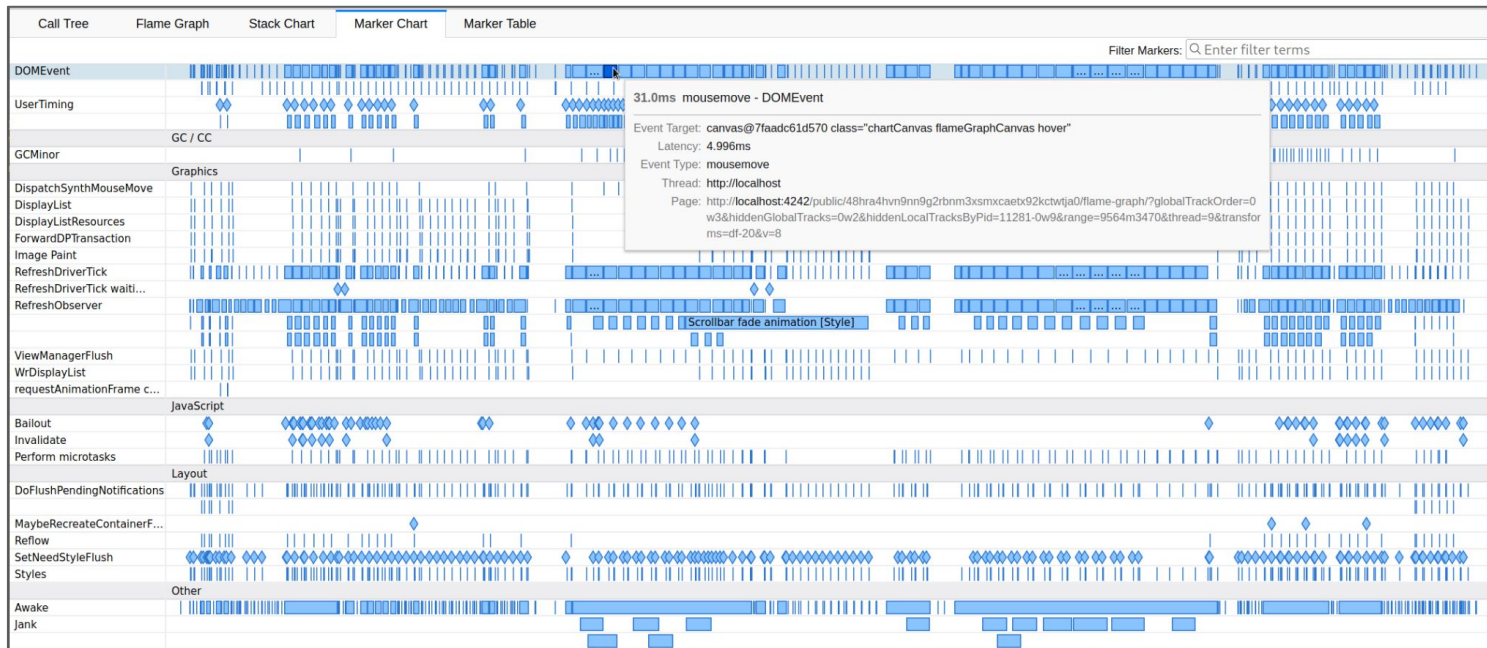 Call Tree Flame Graph Stack Chart Marker Chart Marker Table
Filter Markers: Enter filter terms
DOMEvent
...
... ... ... ...
UserTiming
31.0ms mousemove - DOMEvent
Event Target: canvas@7faadc61d570 class="chartCanvas flameGraphCanvas hover"
Latency: 4.996ms
Event Type: mousemove
Thread: http://localhost
Page: http://localhost:4242/public/48hra4hvn9nn9g2rbnm3xsmxcaetx92kctwtja0/flame-graph/?globalTrackOrder=0
w3&hiddenGlobalTracks=0w2&hiddenLocalTracksByPid=11281-0w9&range=9564m3470&thread=9&transfor
ms=df-20&v=8
GC / CC
GCMinor
Graphics
DispatchSynthMouseMove
DisplayList
DisplayListResources
ForwardDPTransaction
Image Paint
RefreshDriverTick
...
... ... ... ...
RefreshDriverTick waiti...
RefreshObserver
...
... ... ... ...
Scrollbar fade animation [Style]
ViewManagerFlush
WrDisplayList
requestAnimationFrame c...
JavaScript
Bailout
Invalidate
Perform microtasks
Layout
DoFlushPendingNotifications
MaybeRecreateContainerF...
Reflow
SetNeedStyleFlush
Styles
Other
Awake
Jank